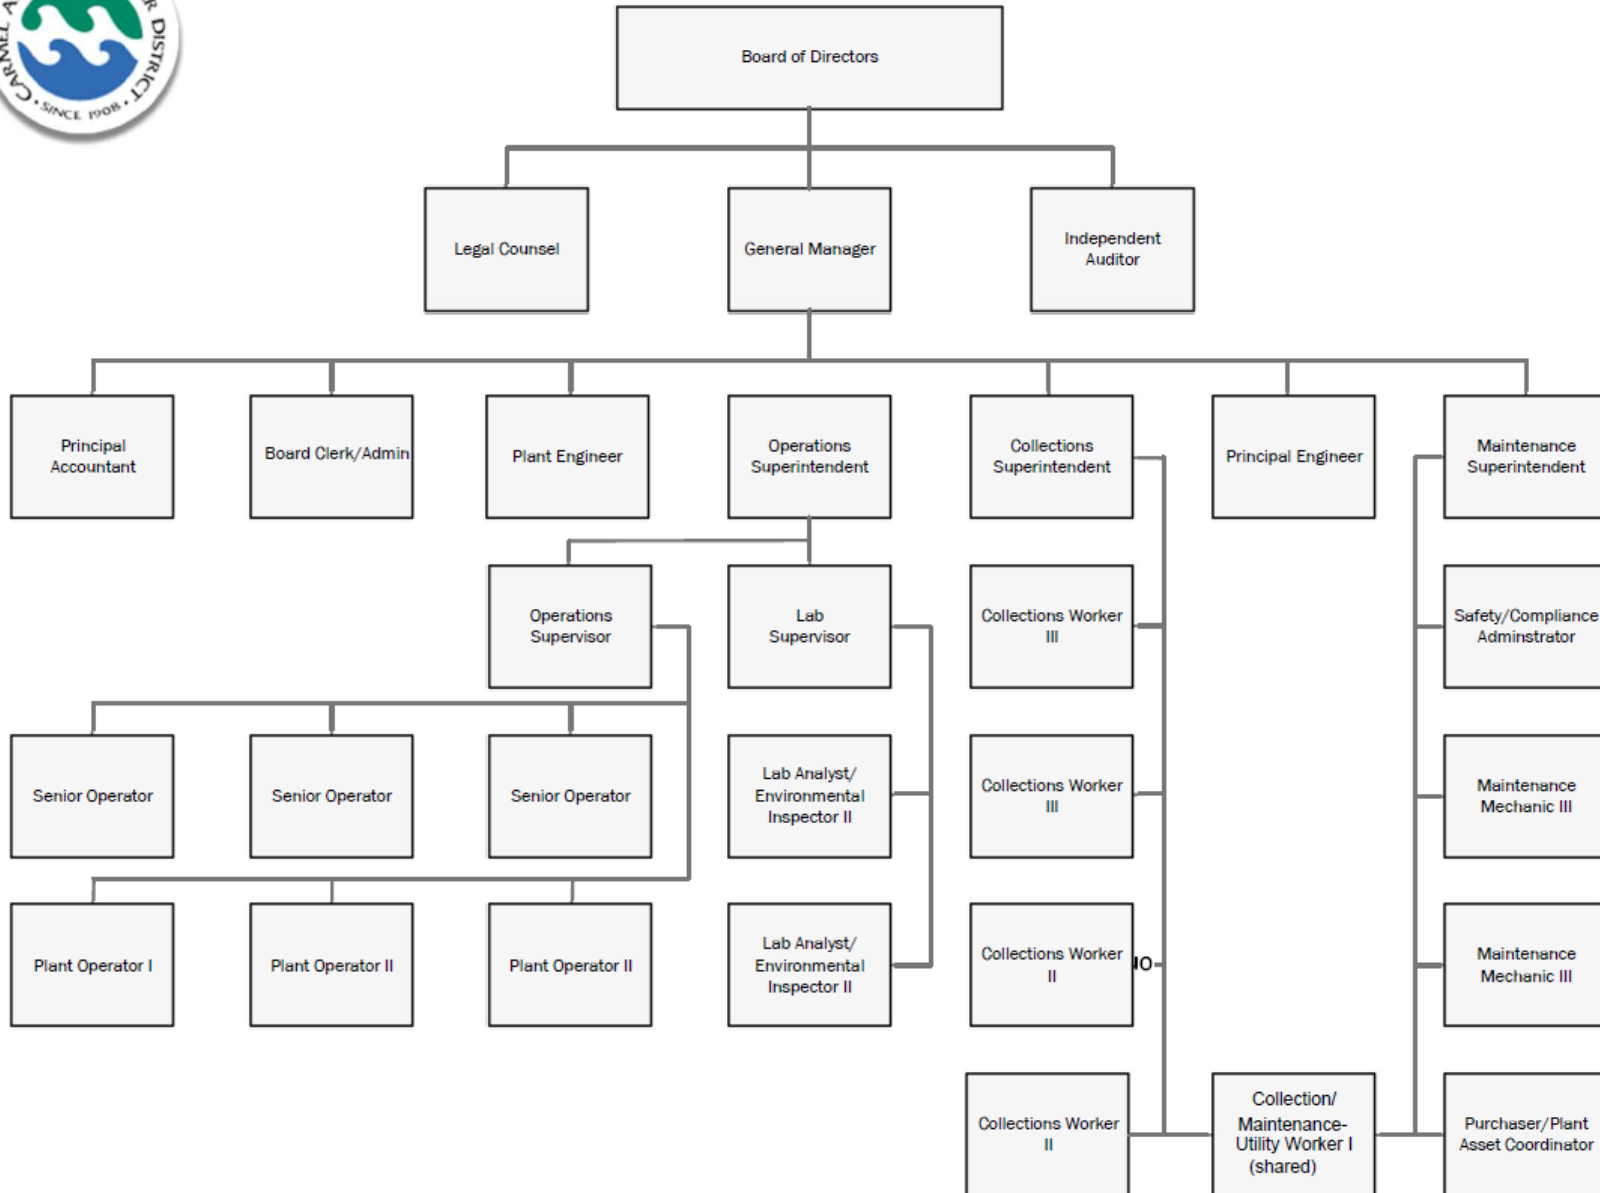 CARMEL A
R DISTRICT
• SINCE 1908 •
Board of Directors
Legal Counsel
General Manager
Independent
Auditor
Principal
Accountant
Board Clerk/Admin
Plant Engineer
Operations
Superintendent
Collections
Superintendent
Principal Engineer
Maintenance
Superintendent
Operations
Supervisor
Lab
Supervisor
Collections Worker
III
Safety/Compliance
Adminstrator
Senior Operator
Senior Operator
Senior Operator
Lab Analyst/
Environmental
Inspector II
Collections Worker
III
Maintenance
Mechanic III
Plant Operator I
Plant Operator II
Plant Operator II
Lab Analyst/
Environmental
Inspector II
Collections Worker
II
Maintenance
Mechanic III
Collections Worker
II
Collection/
Maintenance-
Utility Worker I
(shared)
Purchaser/Plant
Asset Coordinator